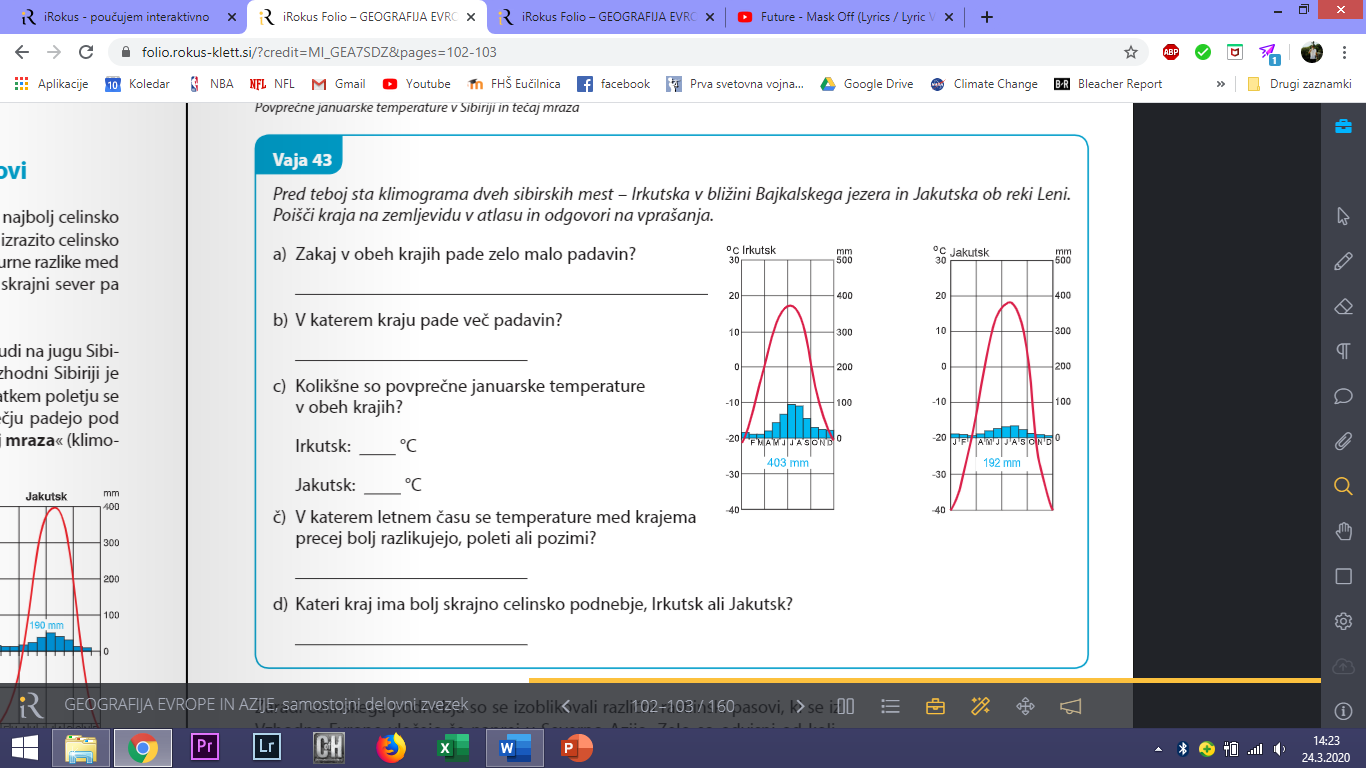 iRokus - poučujem interaktivno
iRokus Folio – GEOGRAFIJA EVRO
iRokus Folio – GEOGRAFIJA EVRO
Future - Mask Off (Lyrics / Lyric V
folio.rokus-klett.si/?credit=MI_GEA7SDZ&pages=102-103
ABP
1
Aplikacije
10 Koledar
NBA
NFL NFL
Gmail
Youtube
FHŠ Eučilnica
facebook
Prva svetovna vojna...
Google Drive
Climate Change
B/R Bleacher Report
»
Drugi zaznamki
Povprečne januarske temperature v Sibiriji in tečaj mraza
ovi
najbolj celinsko
izrazito celinsko
urne razlike med
skrajni sever pa
udi na jugu Sibi-
zhodni Sibiriji je
atkem poletju se
ečju padejo pod
j mraza« (klimo-
Jakutsk
mm
400
300
200
100
0
190 mm
Vaja 43
Pred teboj sta klimograma dveh sibirskih mest – Irkutska v bližini Bajkalskega jezera in Jakutska ob reki Leni.
Poišči kraja na zemljevidu v atlasu in odgovori na vprašanja.
a) Zakaj v obeh krajih pade zelo malo padavin?
b) V katerem kraju pade več padavin?
c) Kolikšne so povprečne januarske temperature
v obeh krajih?
Irkutsk: ____ °C
Jakutsk: ____ °C
č) V katerem letnem času se temperature med krajema
precej bolj razlikujejo, poleti ali pozimi?
d) Kateri kraj ima bolj skrajno celinsko podnebje, Irkutsk ali Jakutsk?
°C Irkutsk mm
30 500
20 400
10 300
0 200
-10 100
-20 0
F M A M J J A S O N D
403 mm
-30
-40
°C Jakutsk mm
30 500
20 400
10 300
0 200
-10 100
-20 0
J F A M J J A S O N D
192 mm
-30
-40
iR GEOGRAFIJA EVROPE IN AZIJE, samostojni delovni zvezek
102–103 / 160
Pr
Lr
CH
14:23
24.3.2020